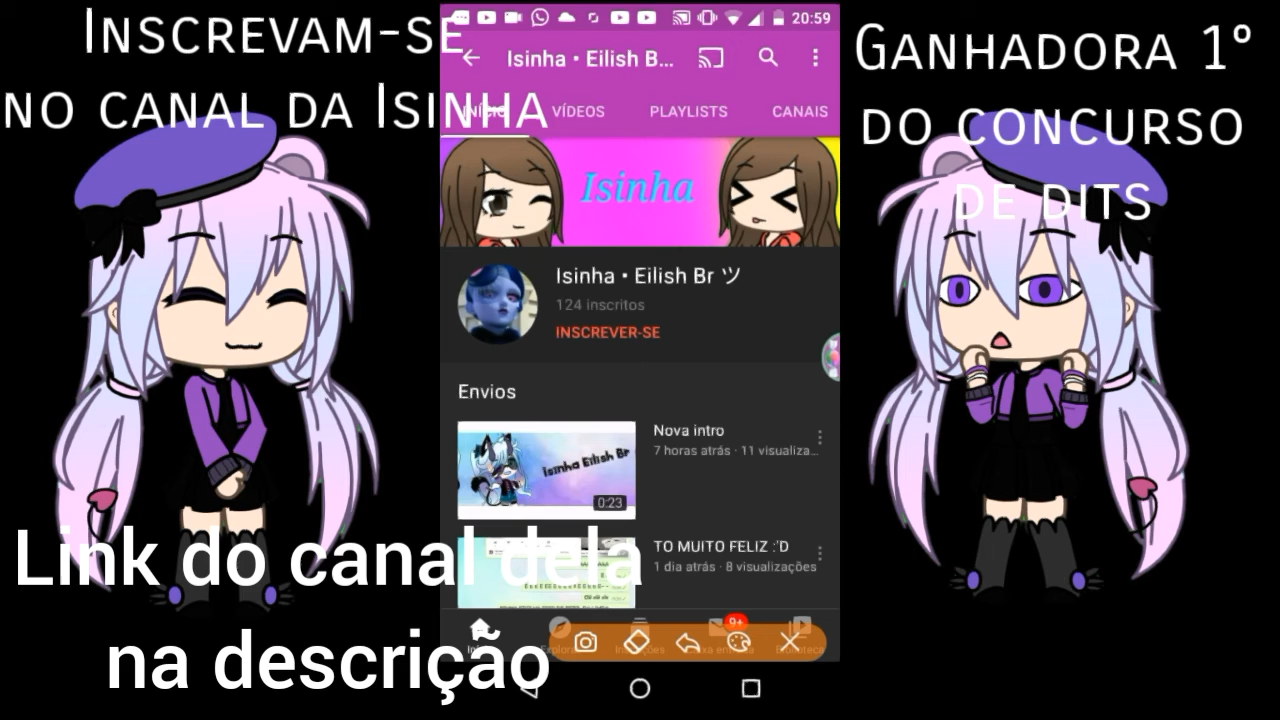 Inscrevam-se
no canal da Isinha
Ganhadora 1º
do concurso
de dits
20:59
Isinha • Eilish B...
INÍCIO VÍDEOS PLAYLISTS CANAIS
Isinha
Isinha • Eilish Br ツ
124 inscritos
INSCREVER-SE
Envios
Nova intro
7 horas atrás · 11 visualiza...
Isinha Eilish Br
0:23
TO MUITO FELIZ :'D
1 dia atrás · 8 visualizações
9+
Link do canal dela
na descrição